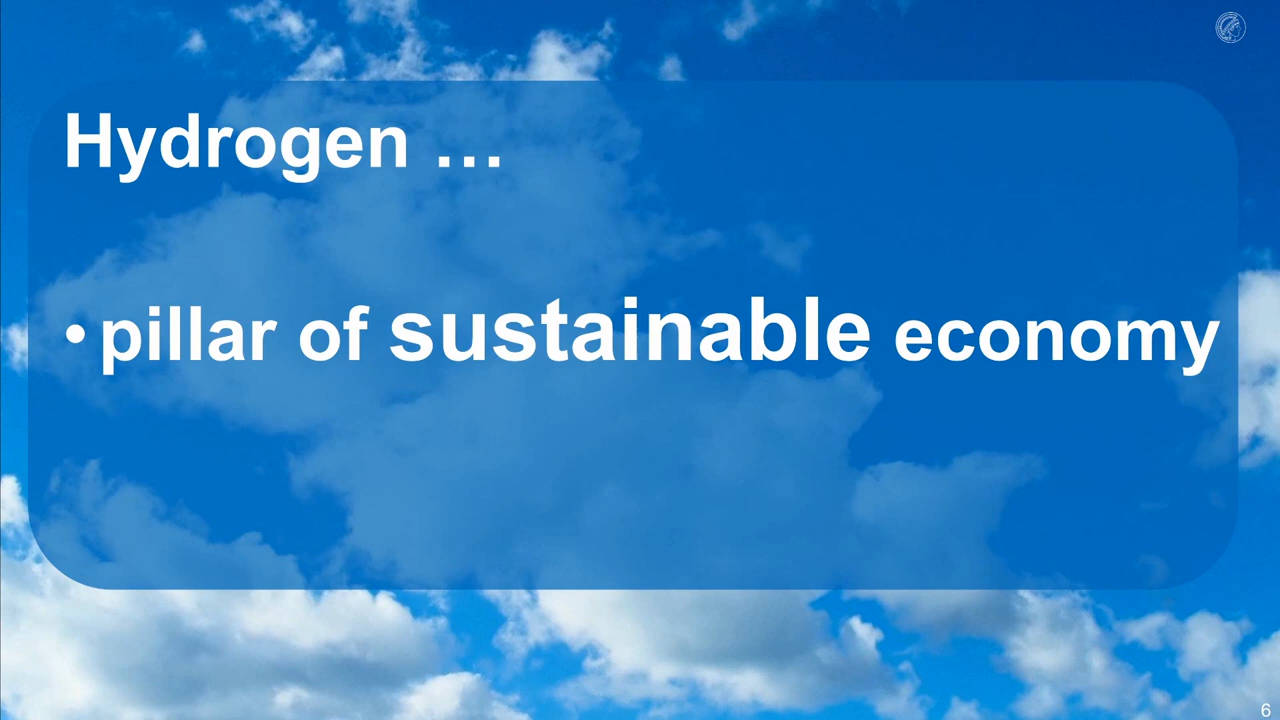 Hydrogen …
• pillar of sustainable economy
6